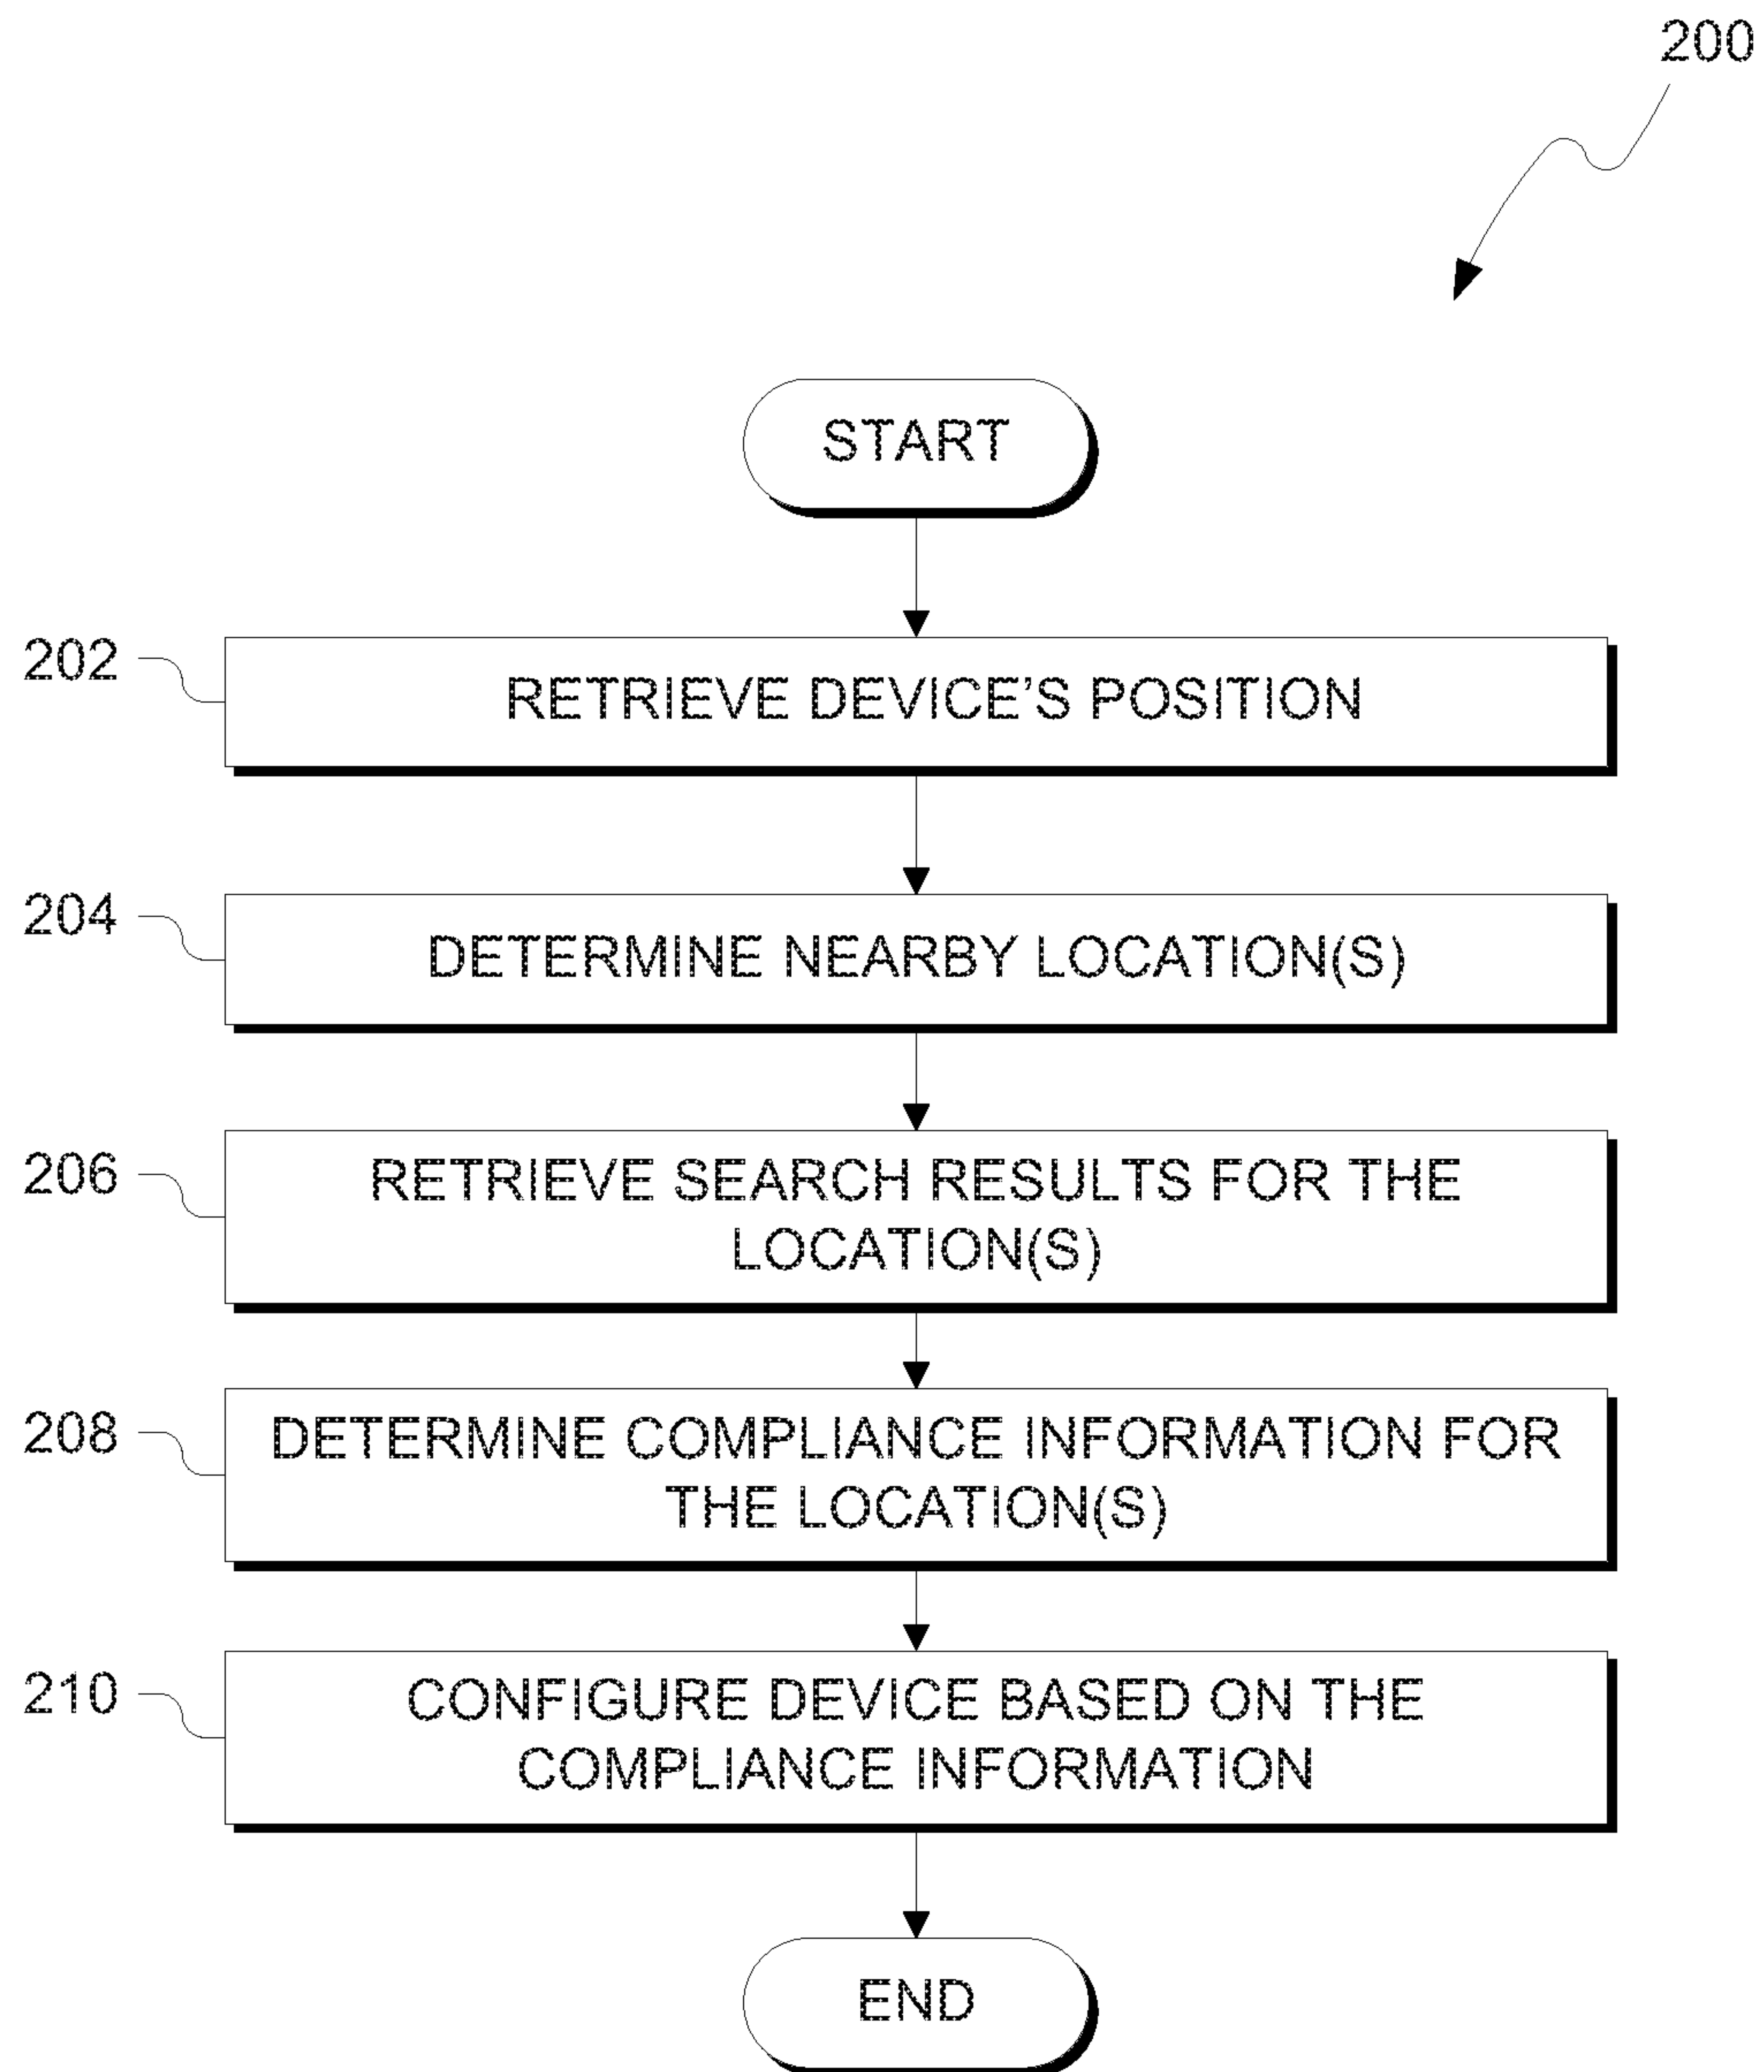 200
START
202
RETRIEVE DEVICE’S POSITION
204
DETERMINE NEARBY LOCATION(S)
206
RETRIEVE SEARCH RESULTS FOR THE
LOCATION(S)
208
DETERMINE COMPLIANCE INFORMATION FOR
THE LOCATION(S)
210
CONFIGURE DEVICE BASED ON THE
COMPLIANCE INFORMATION
END